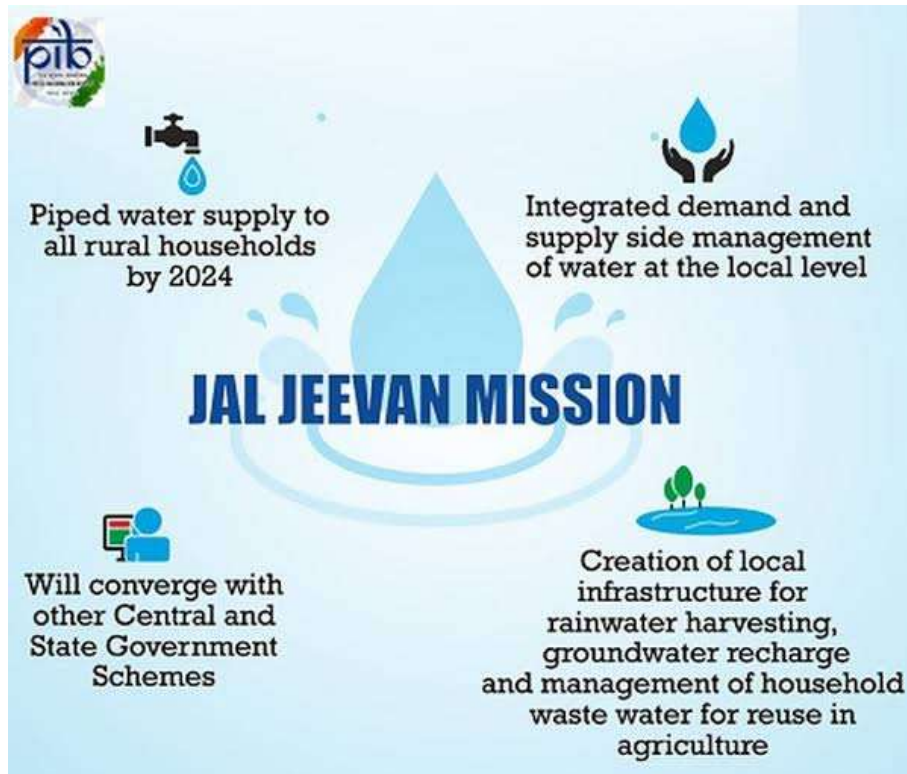 pib
Piped water supply to
all rural households
by 2024
Integrated demand and
supply side management
of water at the local level
JAL JEEVAN MISSION
Will converge with
other Central and
State Government
Schemes
Creation of local
infrastructure for
rainwater harvesting,
groundwater recharge
and management of household
waste water for reuse in
agriculture